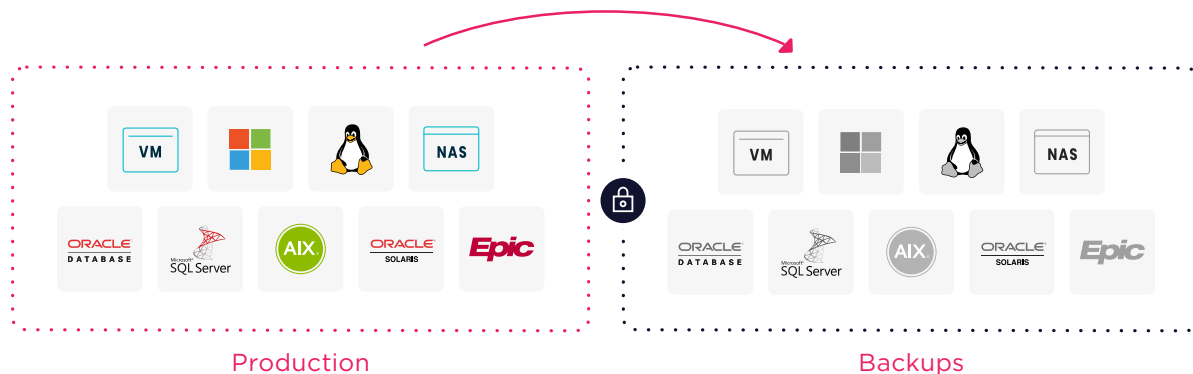 VM
NAS
ORACLE
DATABASE
Microsoft
SQL Server
AIX
ORACLE
SOLARIS
Epic
VM
NAS
ORACLE
DATABASE
Microsoft
SQL Server
AIX
ORACLE
SOLARIS
Epic
Production
Backups